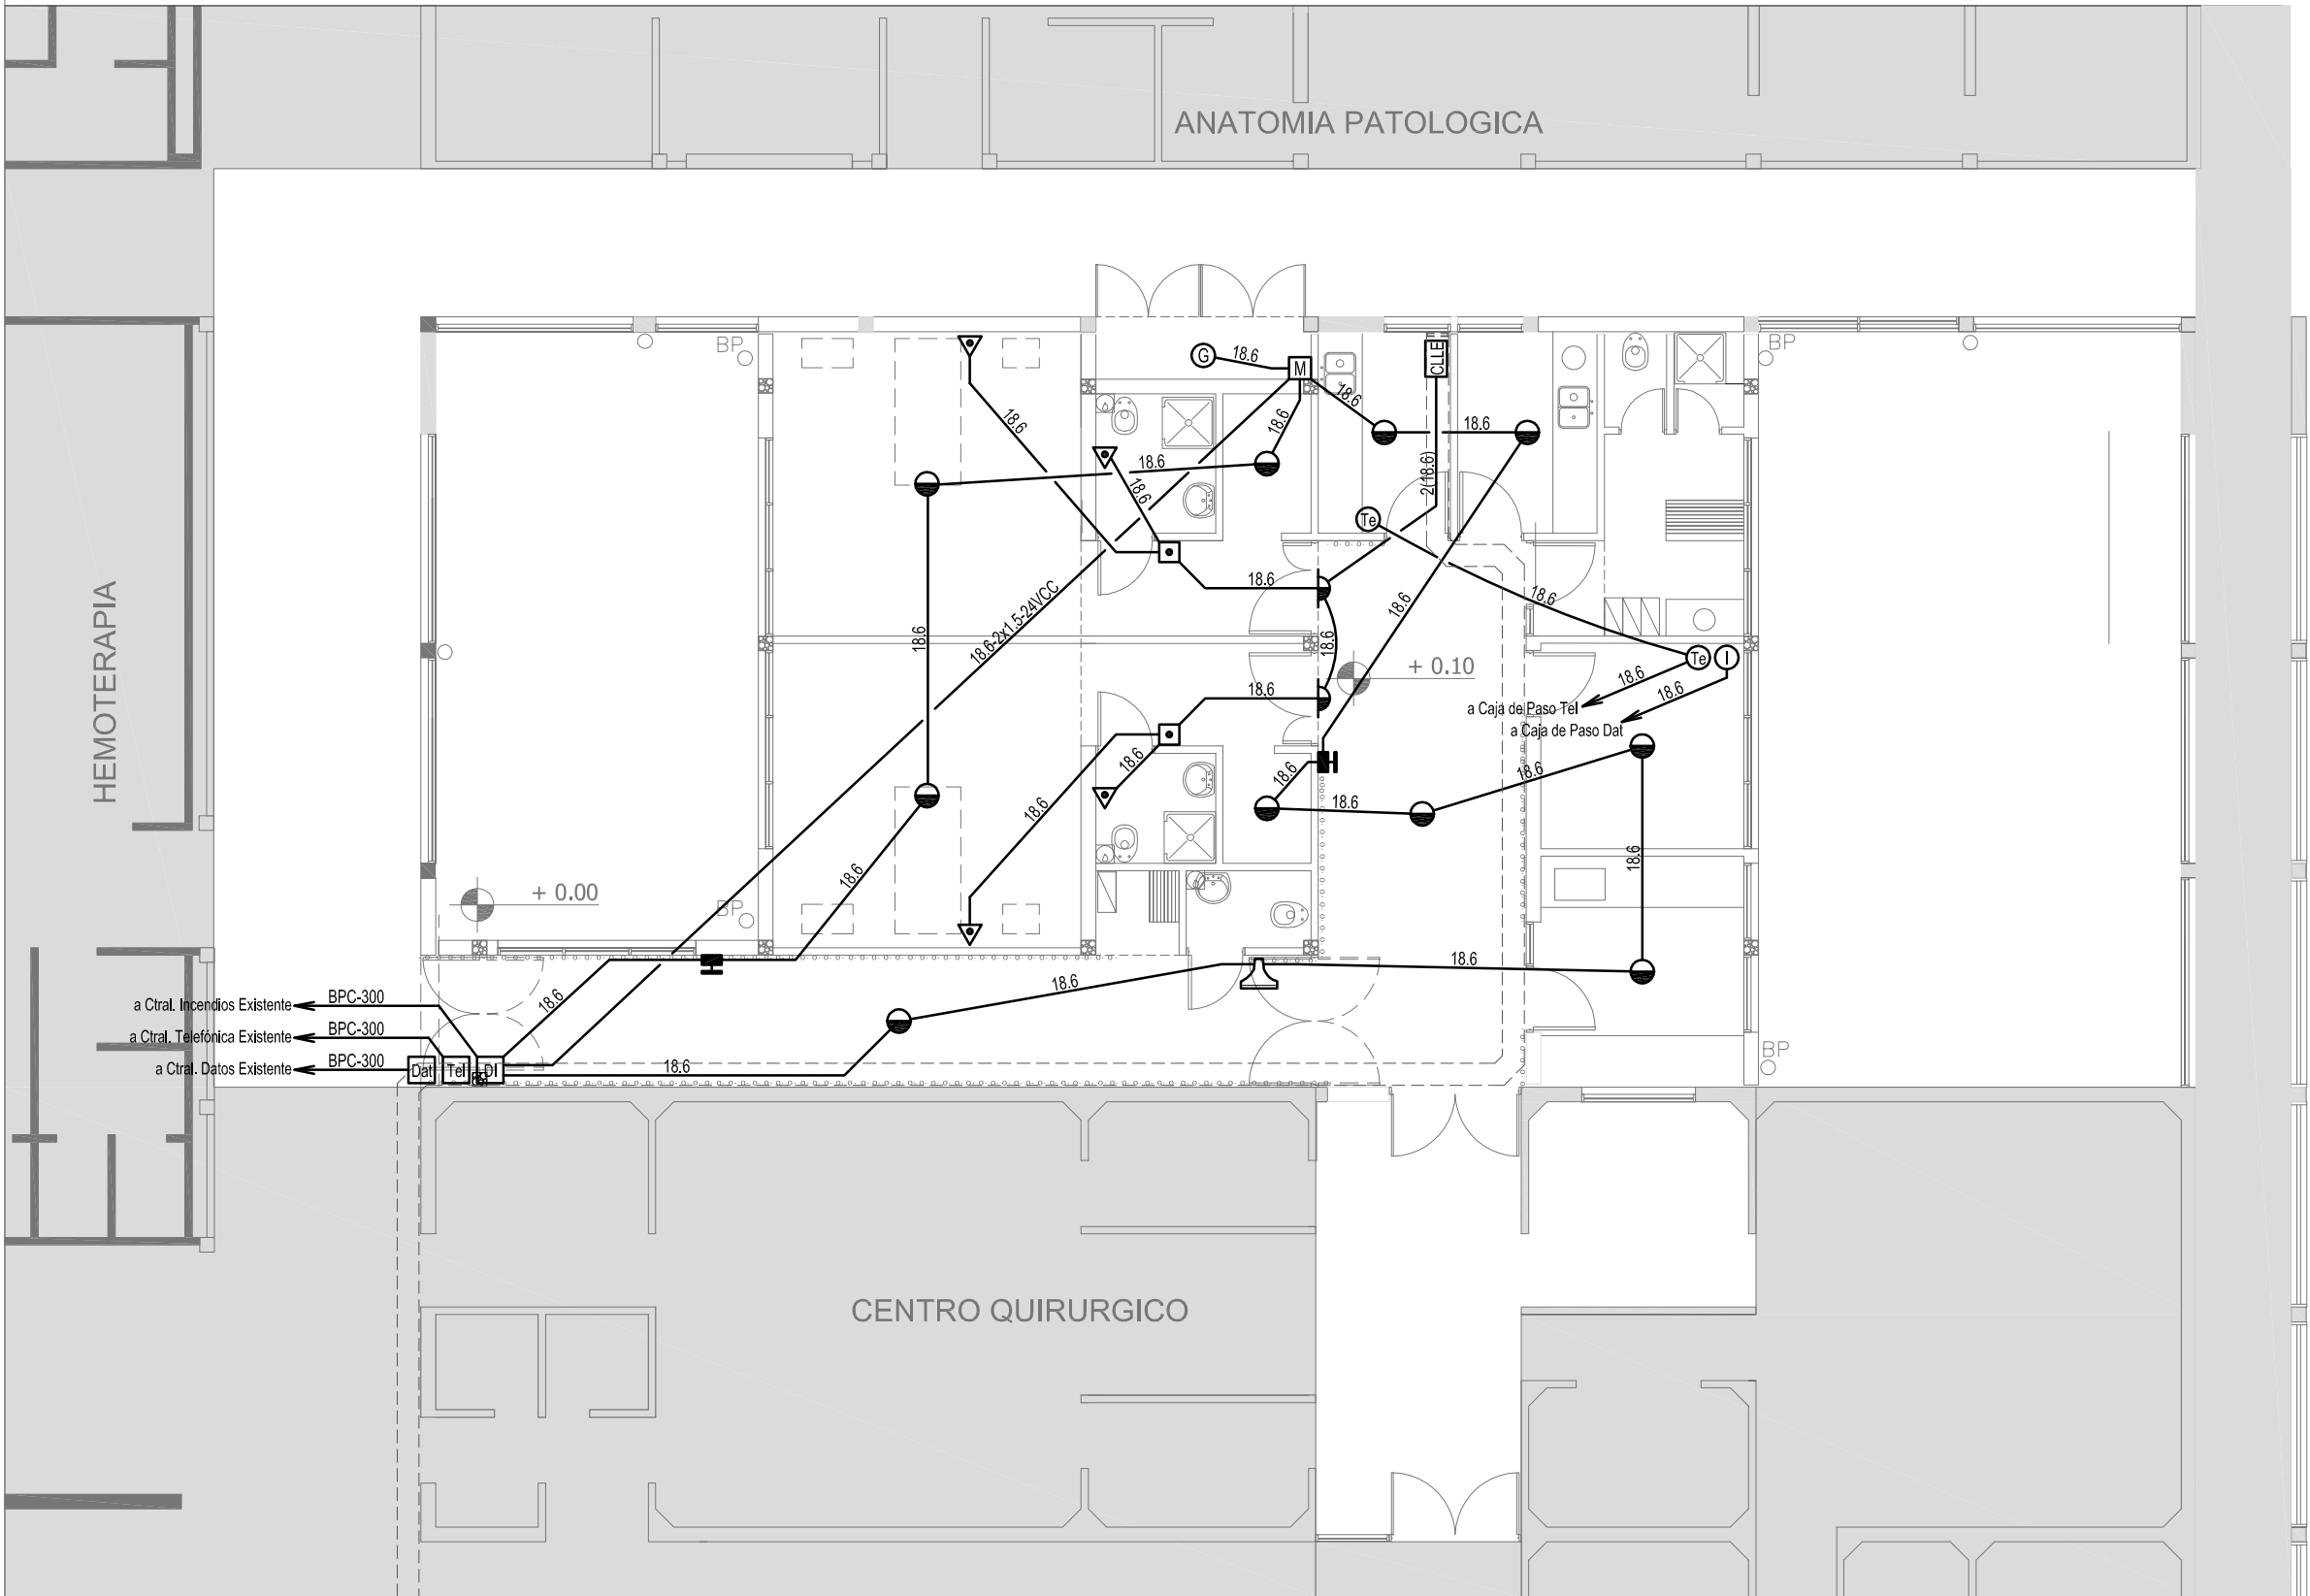 ANATOMIA PATOLOGICA
HEMOTERAPIA
CENTRO QUIRURGICO
BP
BP
BP
BP
G
18.6
M
CLLE
18.6
18.6
18.6
18.6
18.6
18.6
2(18.6)
Te
18.6
18.6
18.6
18.6
18.6-2x1.5-24VCC
18.6
18.6
+ 0.10
Te
I
18.6
18.6
a Caja de Paso Tel
a Caja de Paso Dat
18.6
18.6
18.6
18.6
18.6
18.6
18.6
+ 0.00
18.6
18.6
18.6
18.6
a Ctral. Incendios Existente
BPC-300
a Ctral. Telefónica Existente
BPC-300
a Ctral. Datos Existente
BPC-300
Dat
Tel
DI